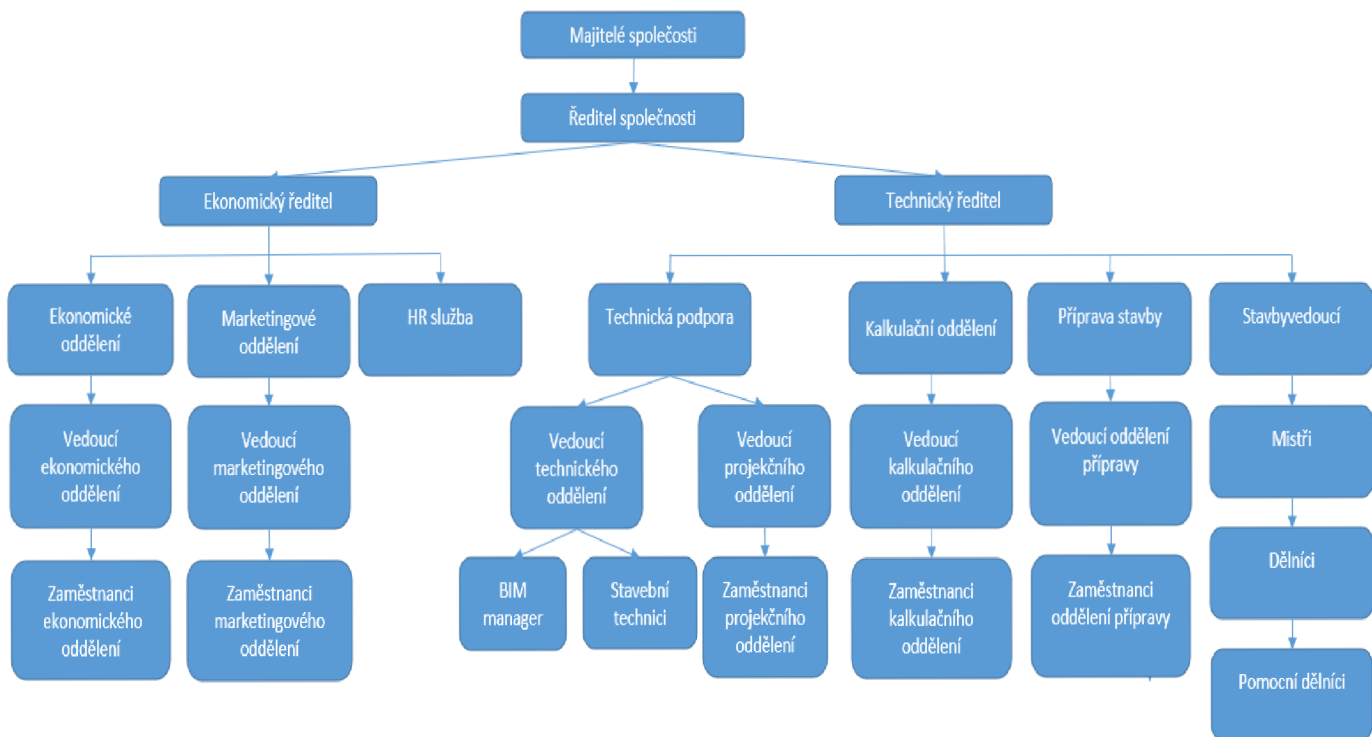 Majitelé společosti
Ředitel společnosti
Ekonomický ředitel
Technický ředitel
Ekonomické
oddělení
Marketingové
oddělení
HR služba
Technická podpora
Kalkulační oddělení
Příprava stavby
Stavbyvedoucí
Vedoucí
ekonomického
oddělení
Vedoucí
marketingového
oddělení
Vedoucí
technického
oddělení
Vedoucí
projekčního
oddělení
Vedoucí
kalkulačního
oddělení
Vedoucí oddělení
přípravy
Mistři
Zaměstnanci
ekonomického
oddělení
Zaměstnanci
marketingového
oddělení
BIM
manager
Stavební
technici
Zaměstnanci
projekčního
oddělení
Zaměstnanci
kalkulačního
oddělení
Zaměstnanci
oddělení přípravy
Dělníci
Pomocní dělníci